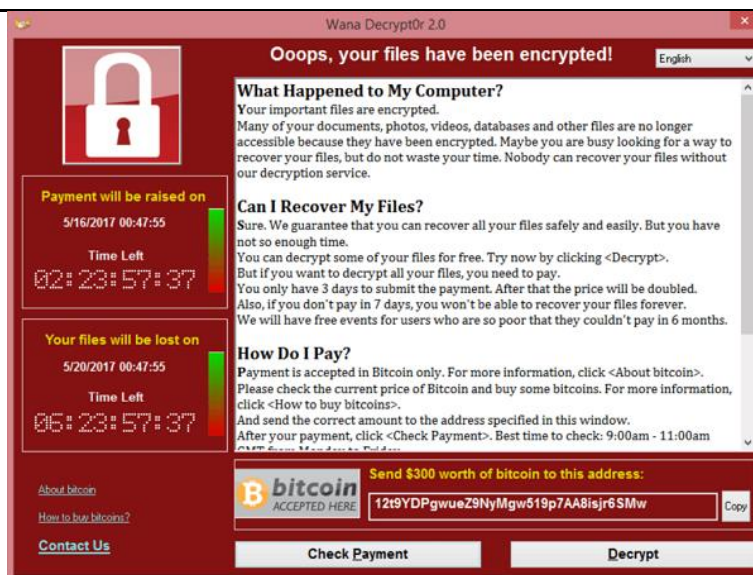 Wana Decrypt0r 2.0
Ooops, your files have been encrypted!
English
What Happened to My Computer?
Your important files are encrypted.
Many of your documents, photos, videos, databases and other files are no longer
accessible because they have been encrypted. Maybe you are busy looking for a way to
recover your files, but do not waste your time. Nobody can recover your files without
our decryption service.
Can I Recover My Files?
Sure. We guarantee that you can recover all your files safely and easily. But you have
not so enough time.
You can decrypt some of your files for free. Try now by clicking <Decrypt>.
But if you want to decrypt all your files, you need to pay.
You only have 3 days to submit the payment. After that the price will be doubled.
Also, if you don't pay in 7 days, you won't be able to recover your files forever.
We will have free events for users who are so poor that they couldn't pay in 6 months.
How Do I Pay?
Payment is accepted in Bitcoin only. For more information, click <About bitcoin>.
Please check the current price of Bitcoin and buy some bitcoins. For more information,
click <How to buy bitcoins>.
And send the correct amount to the address specified in this window.
After your payment, click <Check Payment>. Best time to check: 9:00am - 11:00am
GMT from Monday to Friday.
Payment will be raised on
5/16/2017 00:47:55
Time Left
02:23:57:37
Your files will be lost on
5/20/2017 00:47:55
Time Left
06:23:57:37
About bitcoin
How to buy bitcoins?
Contact Us
bitcoin
ACCEPTED HERE
Send $300 worth of bitcoin to this address:
12t9YDPgwueZ9NyMgw519p7AA8isjr6SMw
Copy
Check Payment
Decrypt